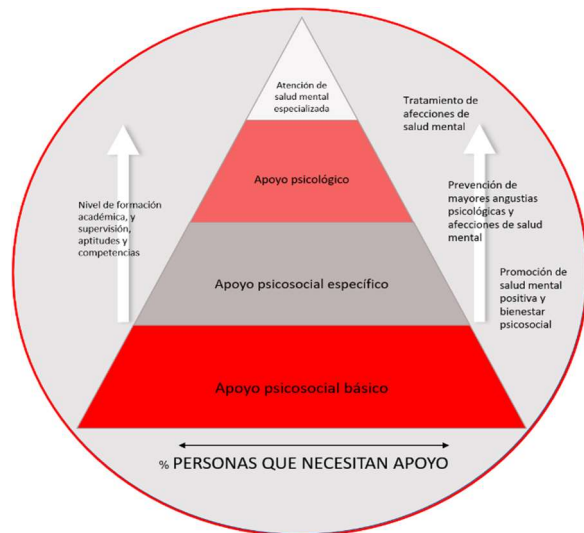 Atención de
salud mental
especializada
Tratamiento de
afecciones de
salud mental
Apoyo psicológico
Nivel de formación
académica, y
supervisión,
aptitudes y
competencias
Prevención de
mayores angustias
psicológicas y
afecciones de salud
mental
Apoyo psicosocial específico
Promoción de
salud mental
positiva y
bienestar
psicosocial
Apoyo psicosocial básico
% PERSONAS QUE NECESITAN APOYO